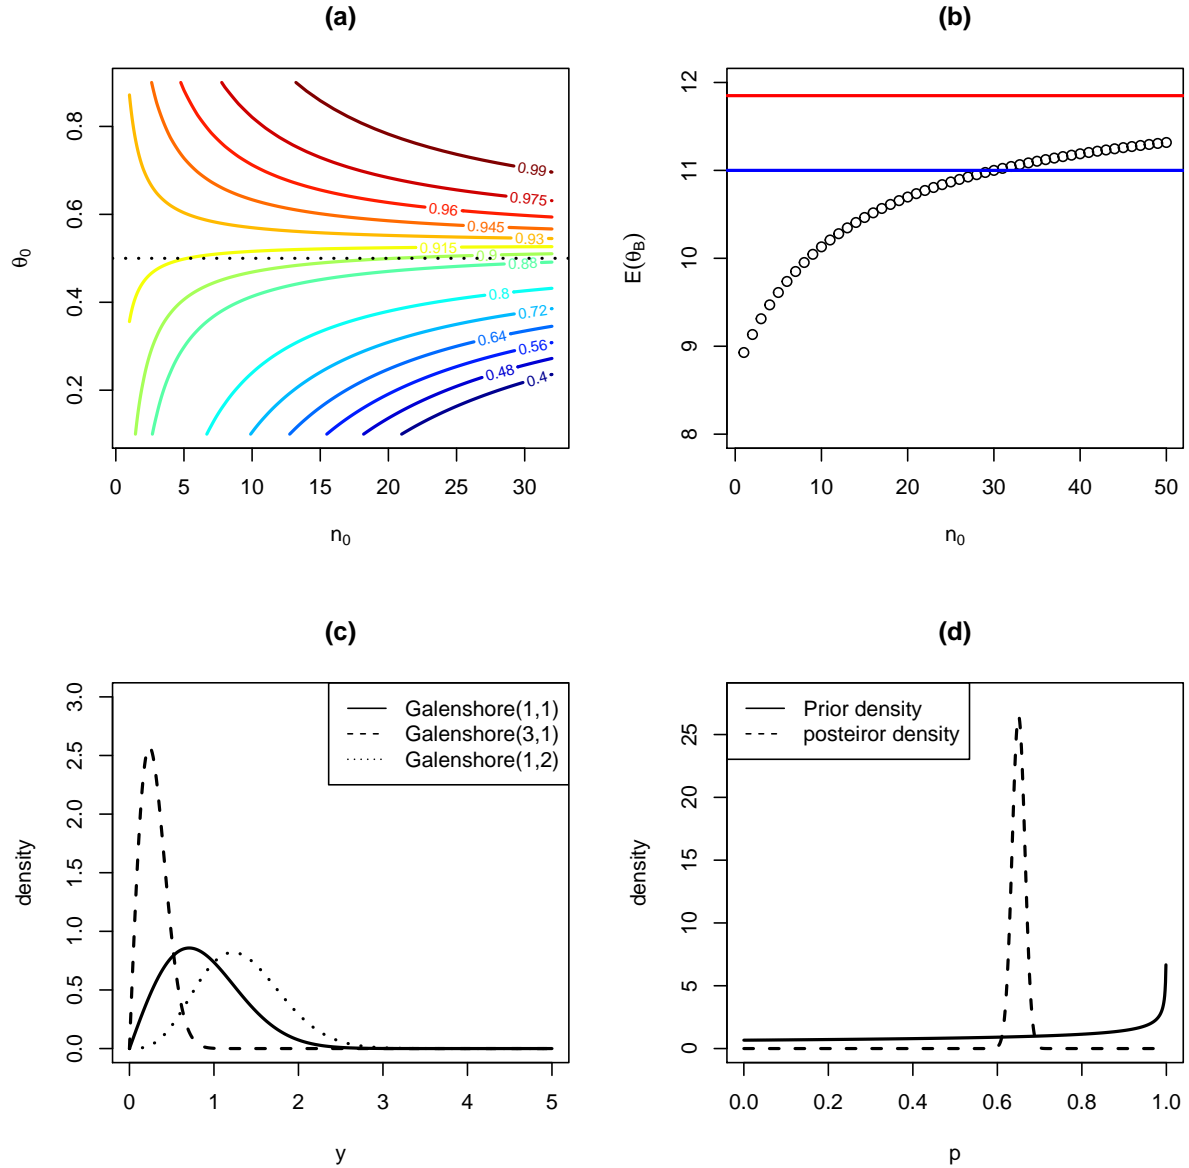 (a)
θ0
0.8
0.6
0.4
0.2
0.99
0.975
0.96
0.945
0.93
0.915
0.9
0.88
0.8
0.72
0.64
0.56
0.48
0.4
0 5 10 15 20 25 30
n0
(b)
E(θB)
12
11
10
9
8
0 10 20 30 40 50
n0
(c)
density
3.0
2.5
2.0
1.5
1.0
0.5
0.0
Galenshore(1,1)
Galenshore(3,1)
Galenshore(1,2)
0 1 2 3 4 5
y
(d)
density
25
20
15
10
5
0
Prior density
posteiror density
0.0 0.2 0.4 0.6 0.8 1.0
p